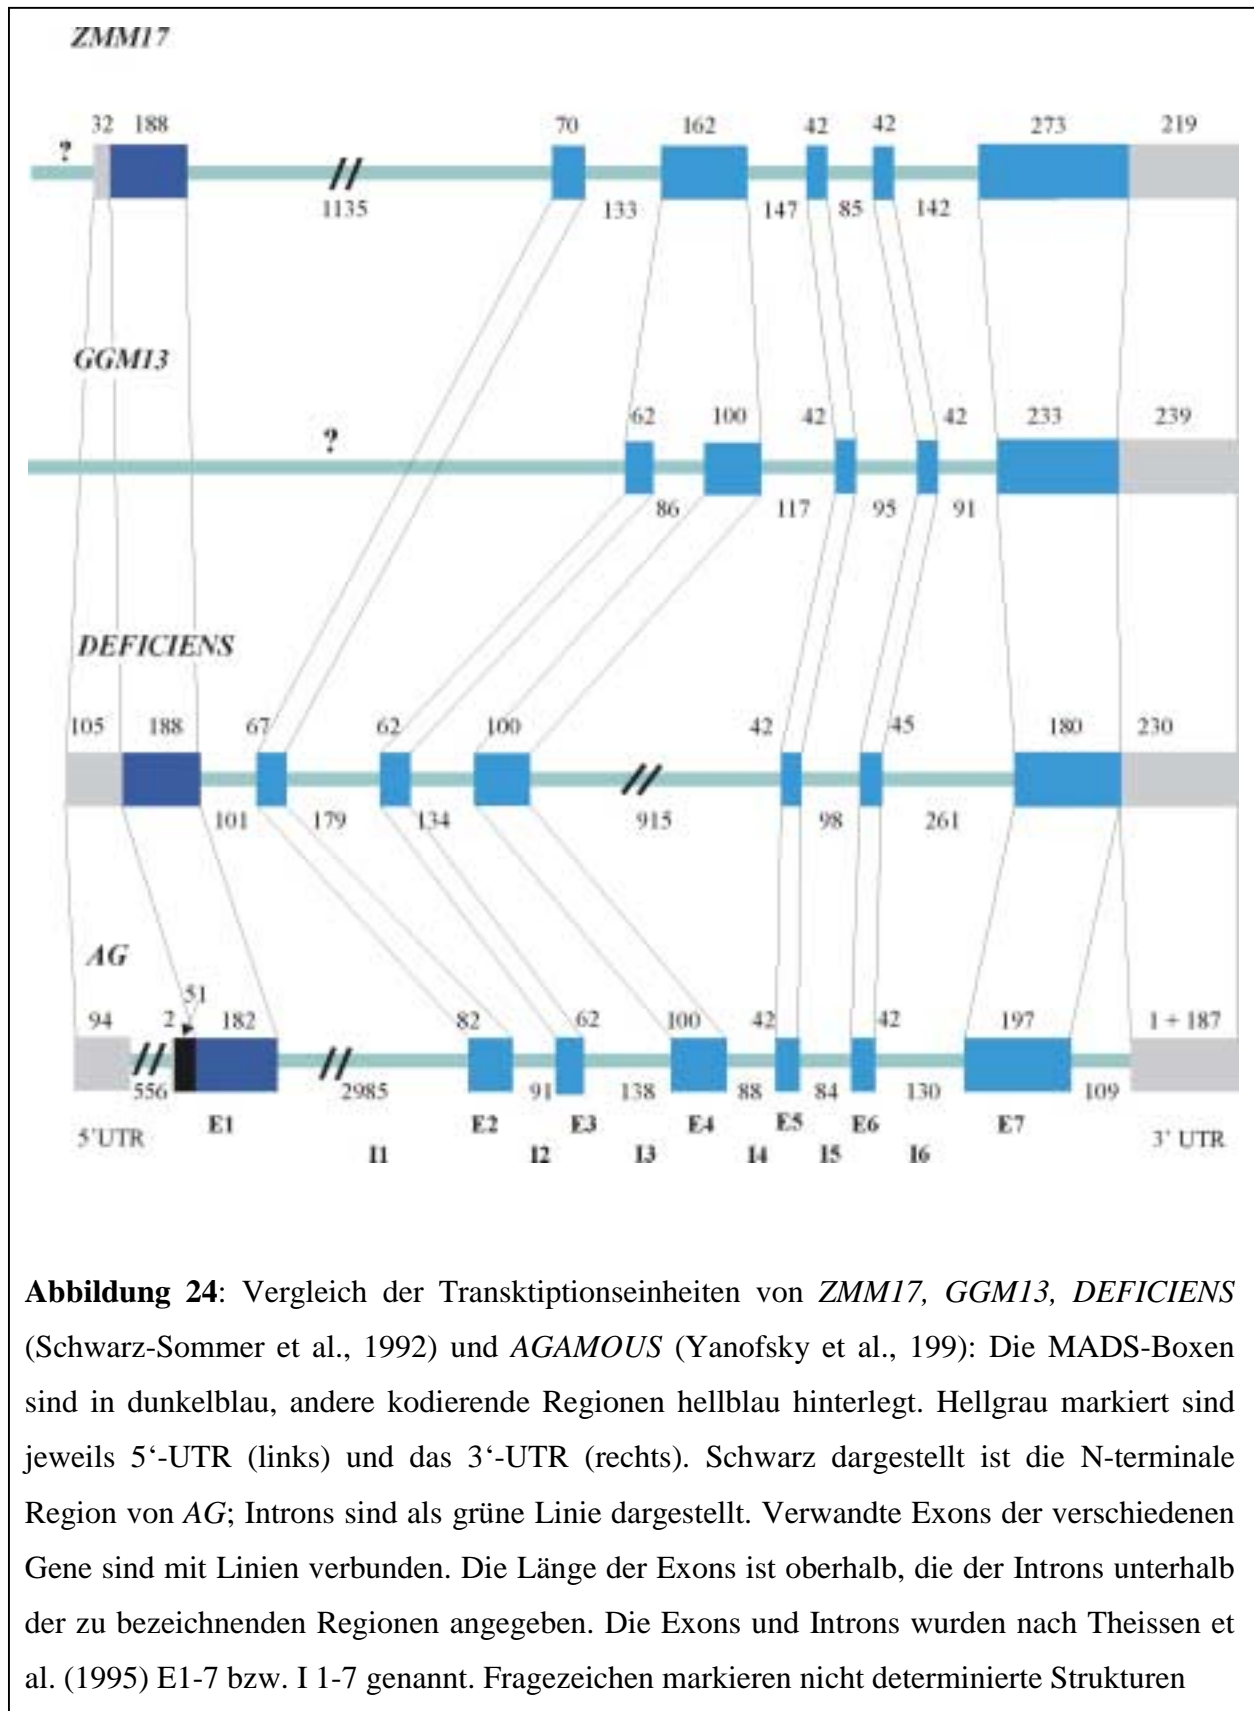 ZMM17
32 188 70 162 42 42 273 219
?
1135 133 147 85 142
GGM13
62 100 42 42 233 239
?
86 117 95 91
DEFICIENS
105 188 67 62 100 42 45 180 230
101 179 134 915 98 261
AG
51
94 2 182 82 62 100 42 42 197 1 + 187
556 2985 91 138 88 84 130 109
5´UTR E1 E2 E3 E4 E5 E6 E7 3' UTR
I1 I2 I3 I4 I5 I6
Abbildung 24: Vergleich der Transktiptionseinheiten von ZMM17, GGM13, DEFICIENS
(Schwarz-Sommer et al., 1992) und AGAMOUS (Yanofsky et al., 199): Die MADS-Boxen
sind in dunkelblau, andere kodierende Regionen hellblau hinterlegt. Hellgrau markiert sind
jeweils 5‘-UTR (links) und das 3‘-UTR (rechts). Schwarz dargestellt ist die N-terminale
Region von AG; Introns sind als grüne Linie dargestellt. Verwandte Exons der verschiedenen
Gene sind mit Linien verbunden. Die Länge der Exons ist oberhalb, die der Introns unterhalb
der zu bezeichnenden Regionen angegeben. Die Exons und Introns wurden nach Theissen et
al. (1995) E1-7 bzw. I 1-7 genannt. Fragezeichen markieren nicht determinierte Strukturen